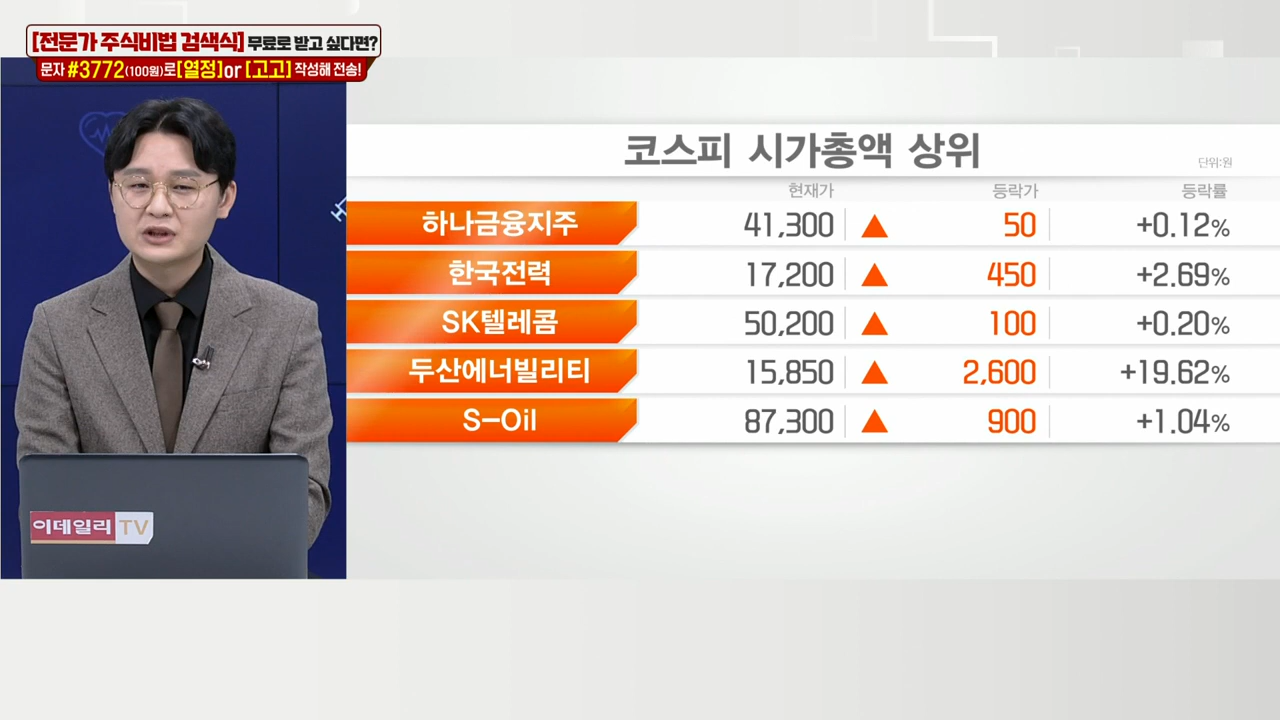 [전문가 주식비법 검색식] 무료로 받고 싶다면?
문자 #3772(100원)로[열정]or [고고] 작성해 전송!
코스피 시가총액 상위
단위:원
현재가 등락가 등락률
하나금융지주 41,300 ▲ 50 +0.12%
한국전력 17,200 ▲ 450 +2.69%
SK텔레콤 50,200 ▲ 100 +0.20%
두산에너빌리티 15,850 ▲ 2,600 +19.62%
S-Oil 87,300 ▲ 900 +1.04%
이데일리 TV